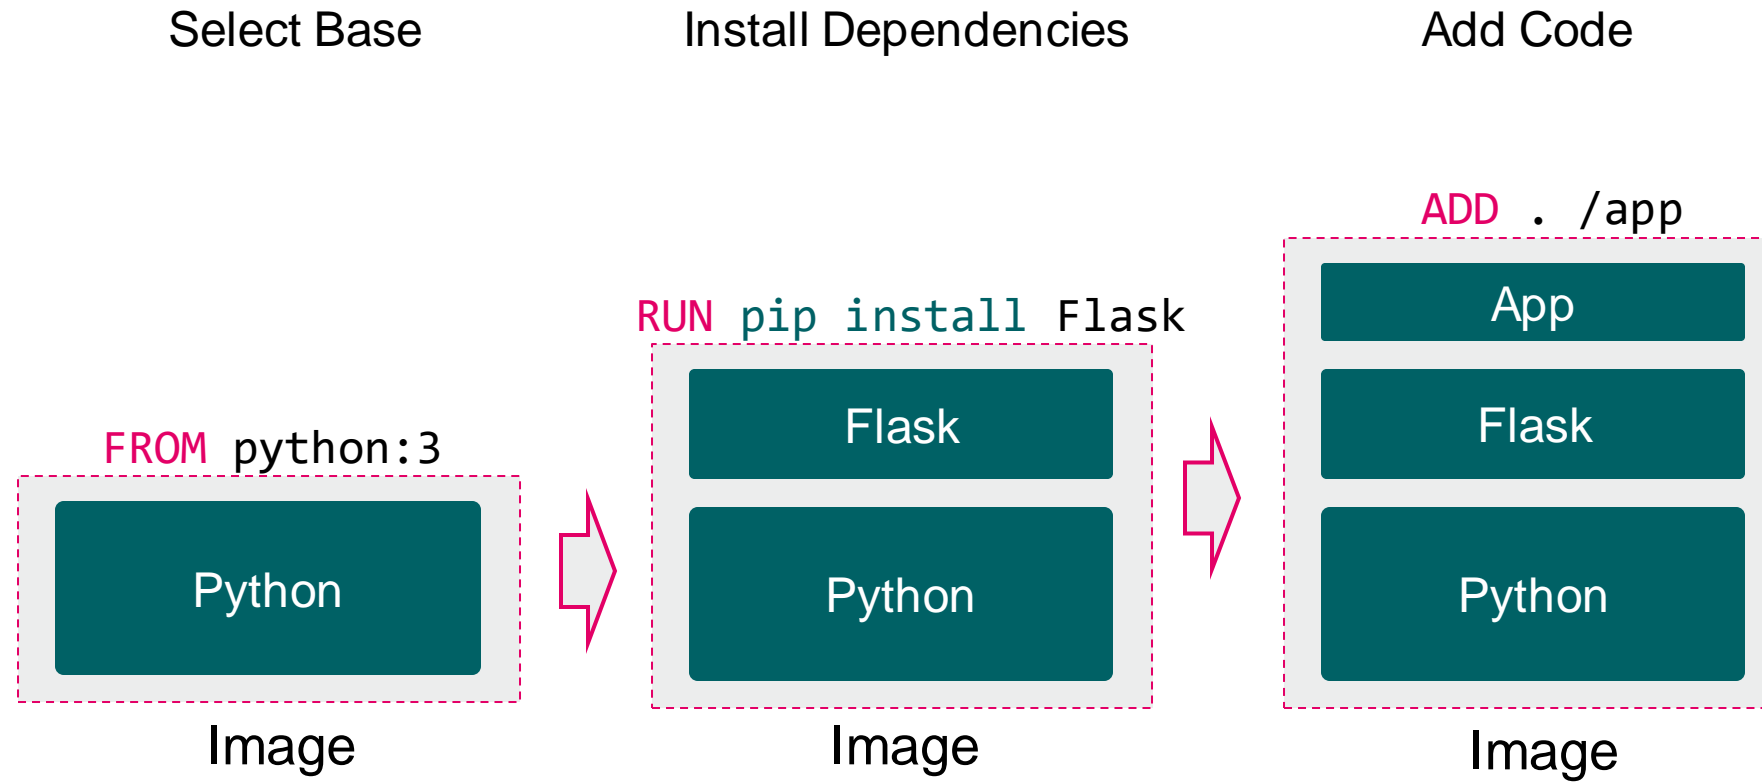 Select Base
Install Dependencies
Add Code
FROM python:3
Python
Image
RUN pip install Flask
Flask
Python
Image
ADD . /app
App
Flask
Python
Image